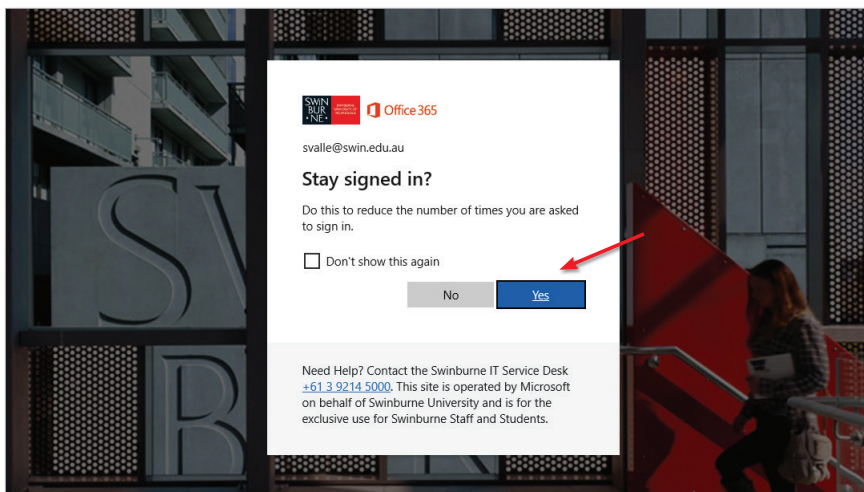 SWIN
BUR
• NE •
Office 365
svalle@swin.edu.au
Stay signed in?
Do this to reduce the number of times you are asked
to sign in.
Don't show this again
No
Yes
Need Help? Contact the Swinburne IT Service Desk
+61 3 9214 5000. This site is operated by Microsoft
on behalf of Swinburne University and is for the
exclusive use for Swinburne Staff and Students.